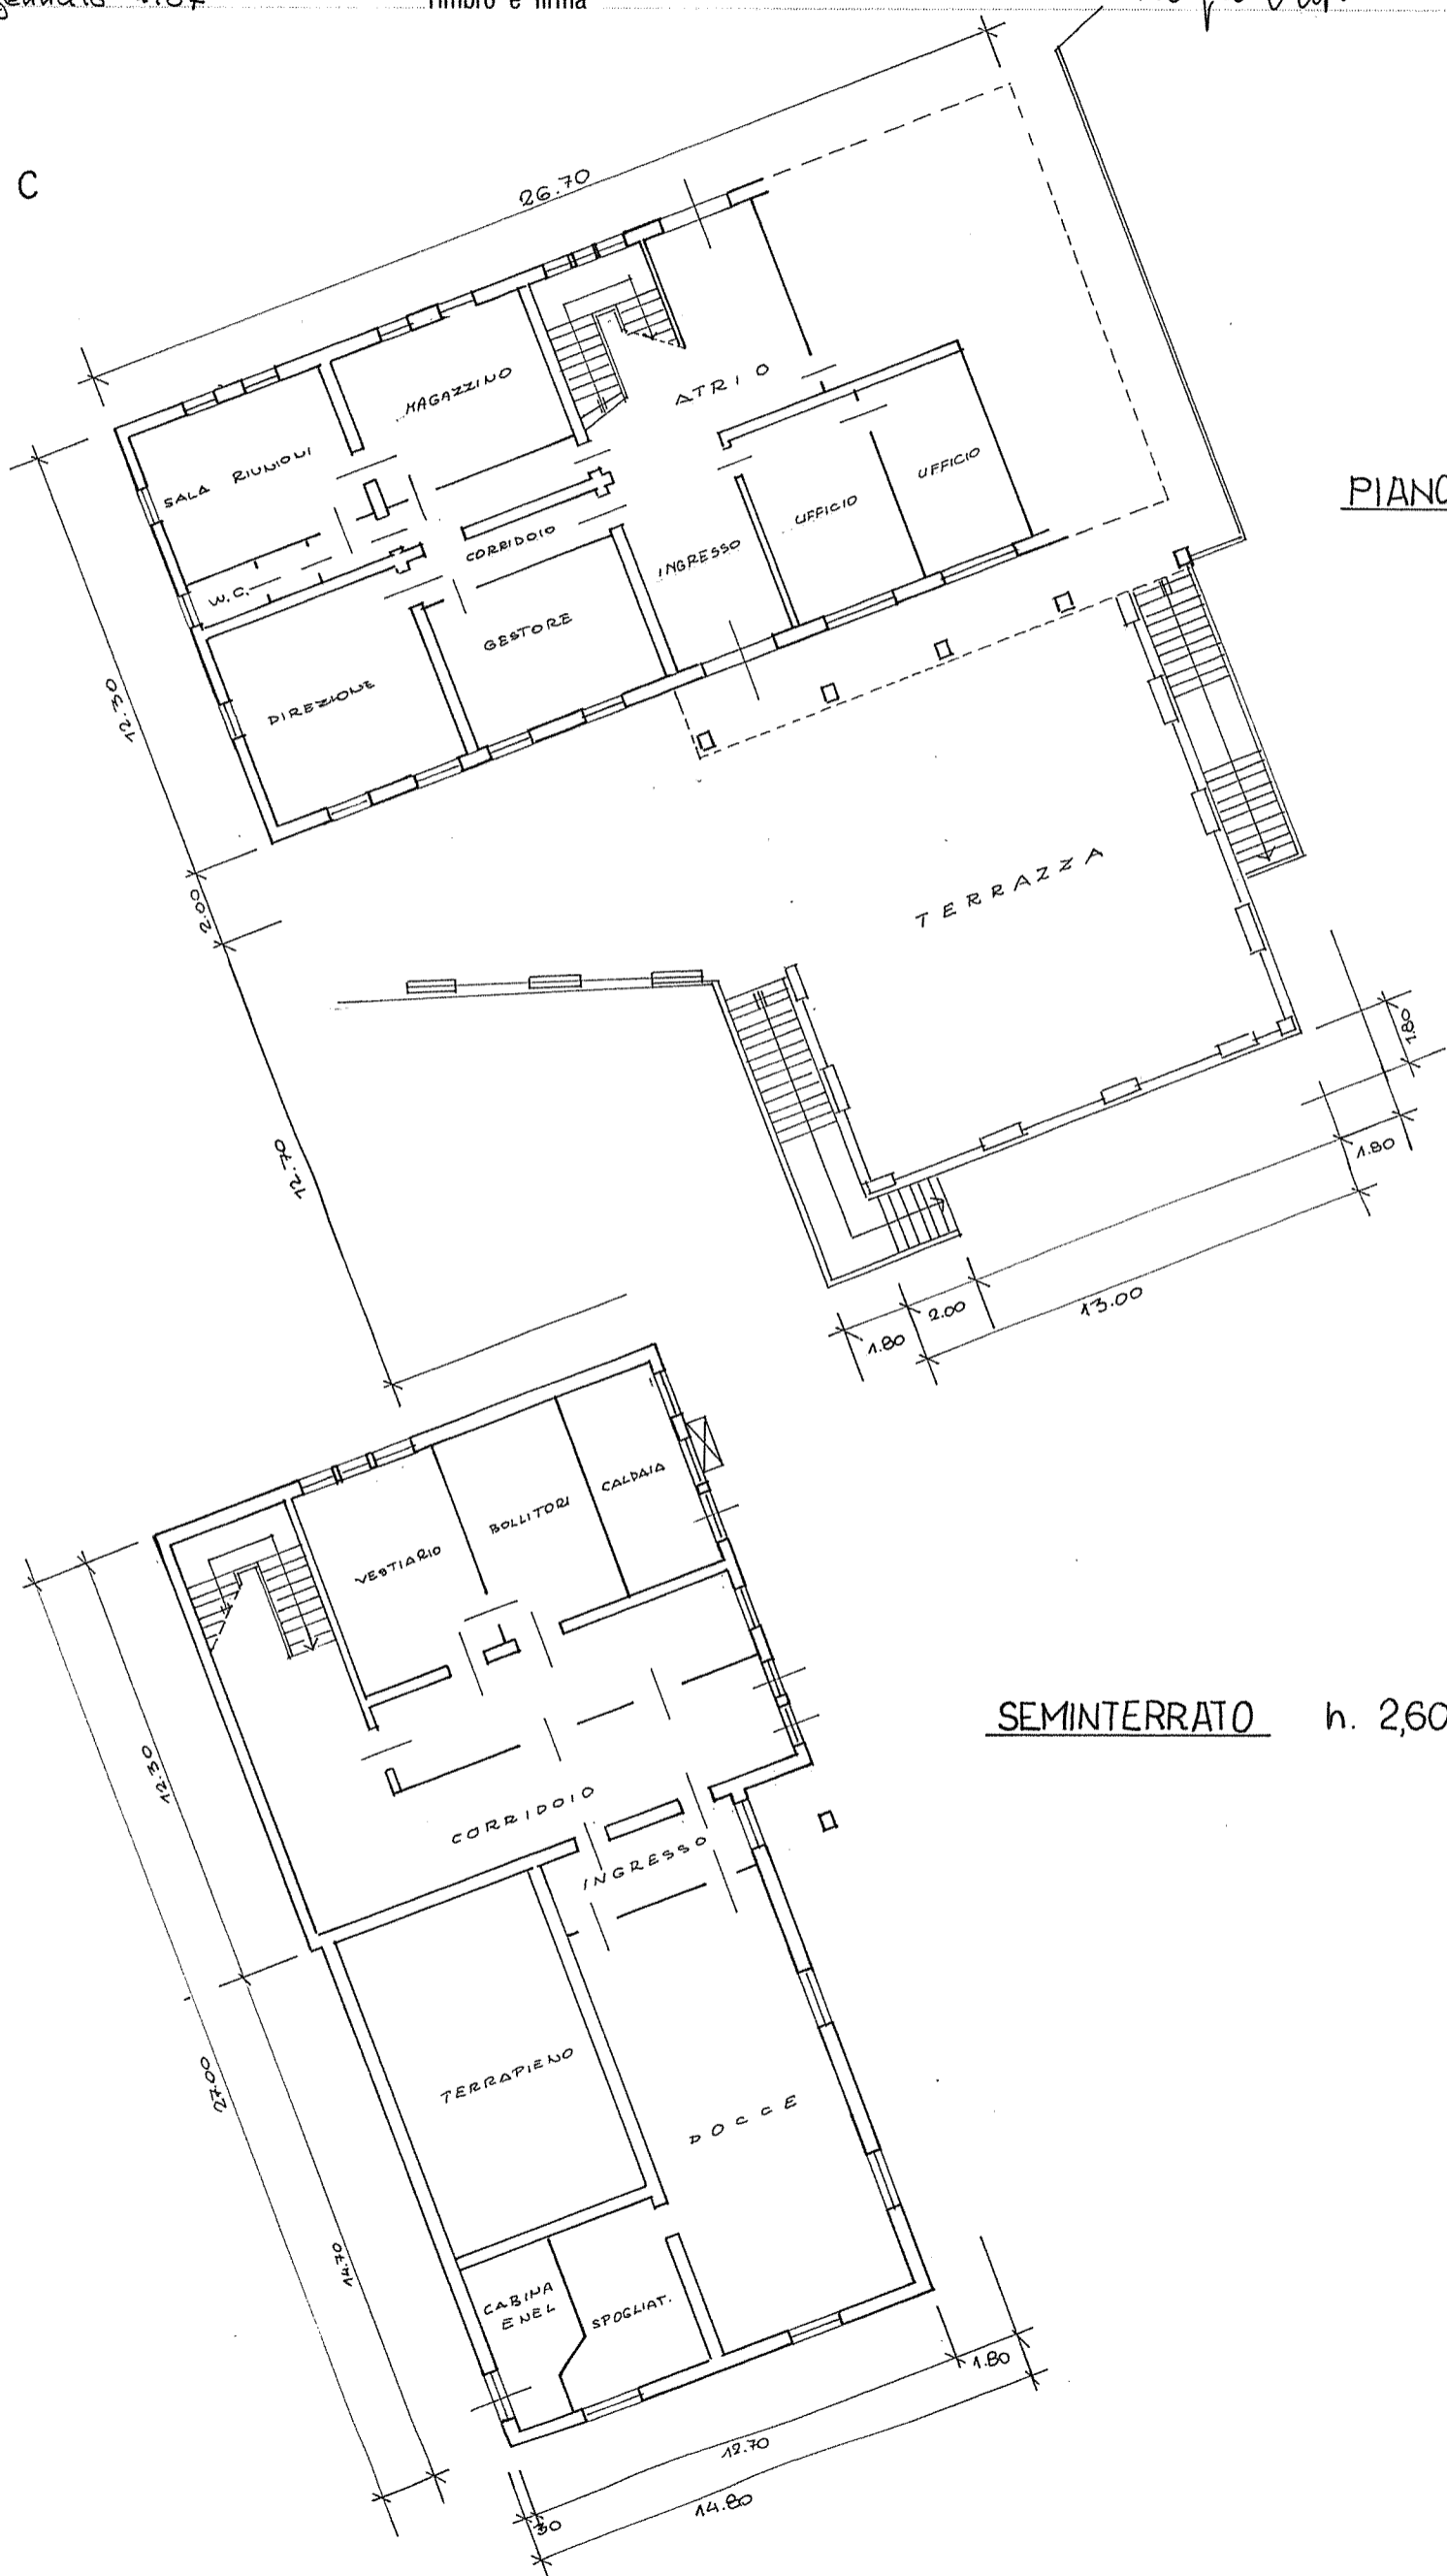 Timbro e firma
C
26.70
MAGAZZINO
ATRIO
SALA RIUNIONI
UFFICIO
UFFICIO
PIANO
CORRIDOIO
INGRESSO
W.C.
GESTORE
DIREZIONE
12.30
2.00
TERRAZZA
1.80
12.70
1.80
2.00
1.80
13.00
CALDAIA
BOLLITORI
VESTIARIO
SEMINTERRATO h. 2,60
12.30
CORRIDOIO
INGRESSO
27.00
TERRAPIENO
DOCCE
14.70
CABINA
ENEL
SPOGLIAT.
1.80
12.70
14.80
30